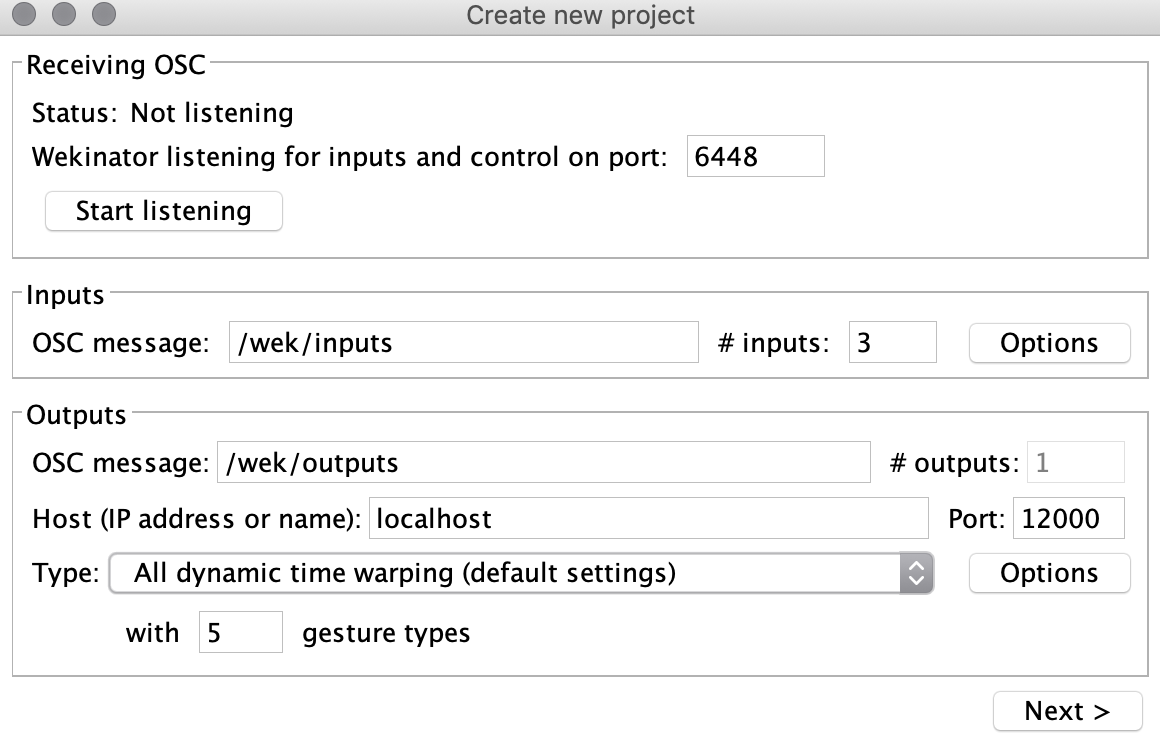 Create new project
Receiving OSC
Status: Not listening
Wekinator listening for inputs and control on port: 6448
Start listening
Inputs
OSC message: /wek/inputs # inputs: 3 Options
Outputs
OSC message: /wek/outputs # outputs: 1
Host (IP address or name): localhost Port: 12000
Type: All dynamic time warping (default settings) Options
with 5 gesture types
Next >